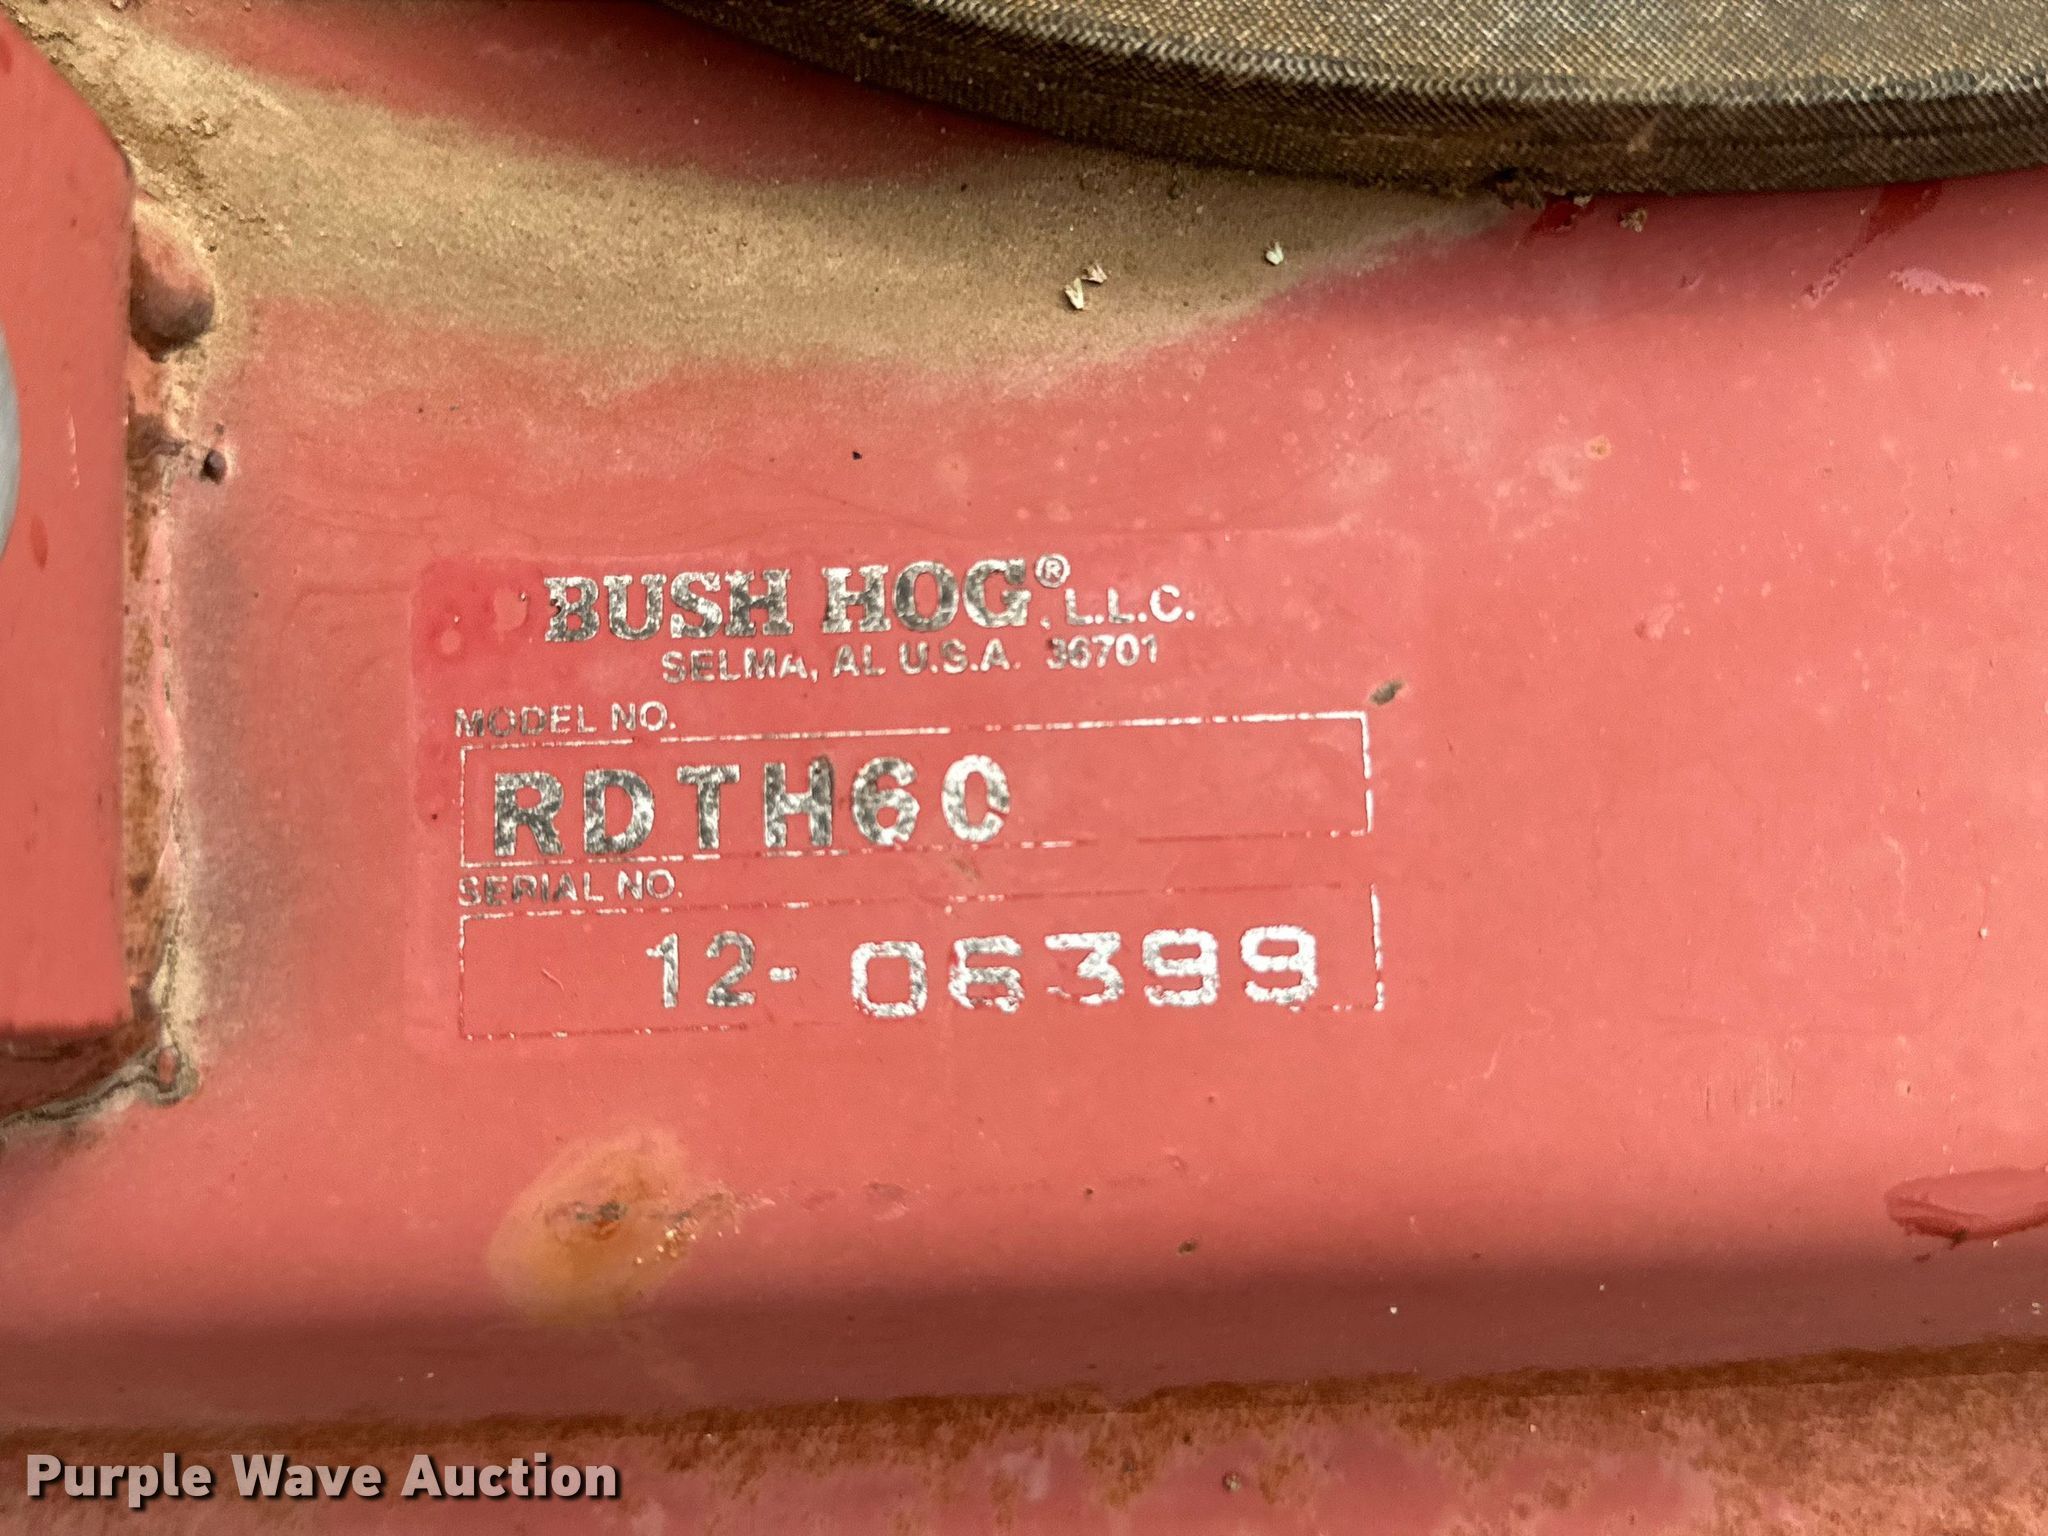 BUSH HOG®, L.L.C.
SELMA, AL U.S.A. 36701
MODEL NO.
RDTH60
SERIAL NO.
12-06399
Purple Wave Auction